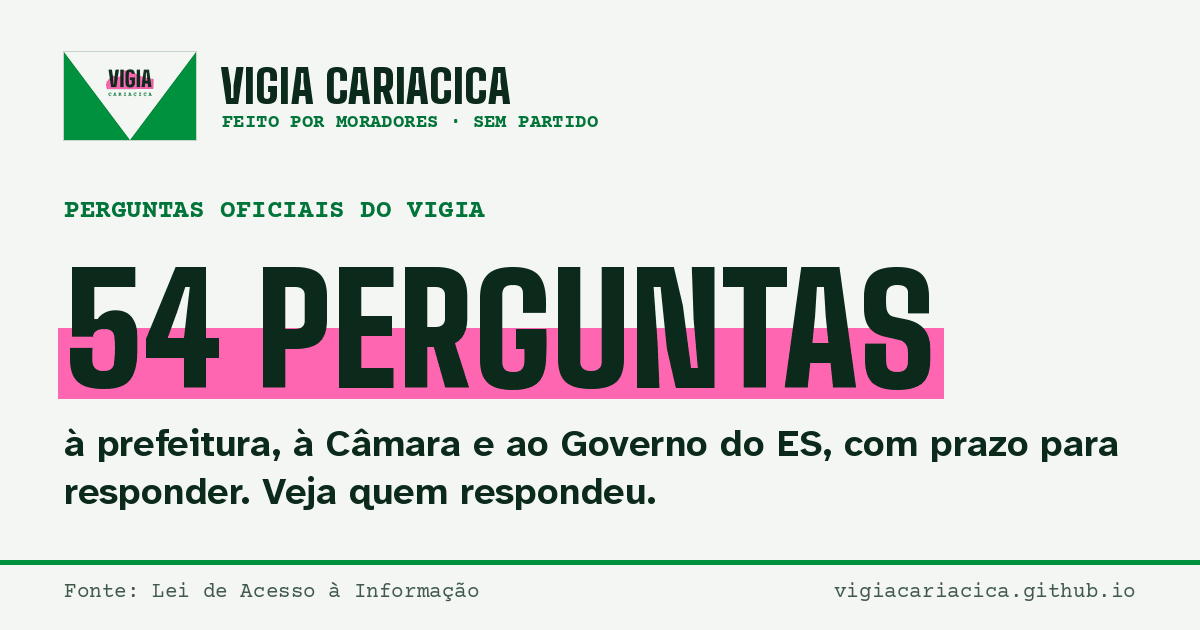 VIGIA
CARIACICA
VIGIA CARIACICA
FEITO POR MORADORES · SEM PARTIDO
PERGUNTAS OFICIAIS DO VIGIA
54 PERGUNTAS
à prefeitura, à Câmara e ao Governo do ES, com prazo para
responder. Veja quem respondeu.
Fonte: Lei de Acesso à Informação
vigiacariacica.github.io